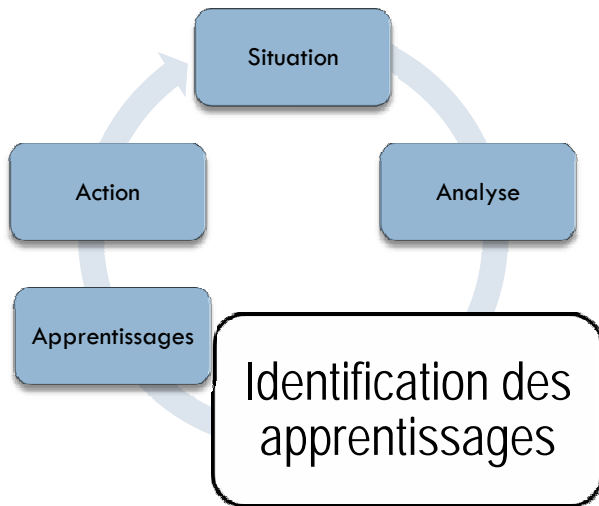 Situation
Action
Analyse
Apprentissages
Identification des
apprentissages